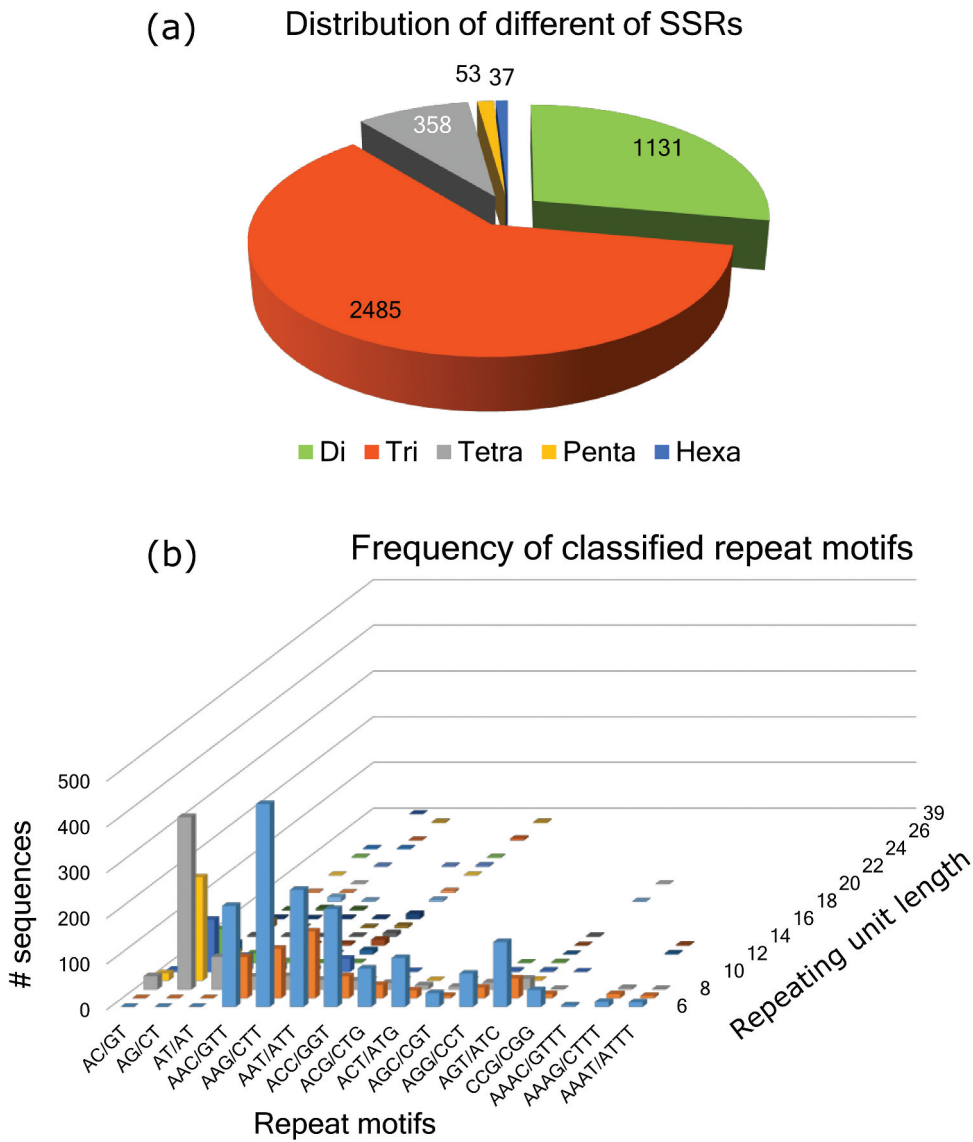 (a) Distribution of different of SSRs
53 37
358
1131
2485
Di Tri Tetra Penta Hexa
(b) Frequency of classified repeat motifs
500
400
300
200
100
0
# sequences
AC/GT
AG/CT
AT/AT
AAC/GTT
AAG/CTT
AAT/ATT
ACC/GGT
ACG/CTG
ACT/ATG
AGC/CGT
AGG/CCT
AGT/ATC
CCG/CGG
AAAC/GTTT
AAAG/CTTT
AAAT/ATTT
Repeat motifs
6
8
10
12
14
16
18
20
22
24
26
39
Repeating unit length